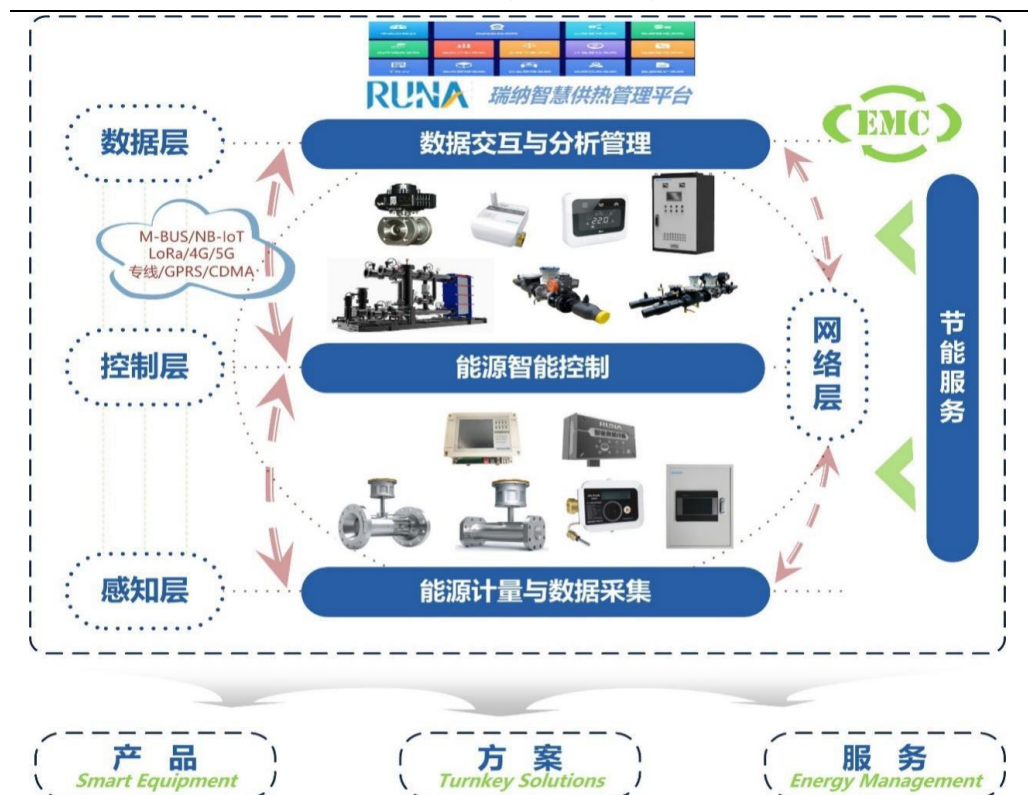 RUNA 瑞纳智慧供热管理平台
数据层
数据交互与分析管理
EMC
M-BUS/NB-IoT
LoRa/4G/5G
专线/GPRS/CDMA
控制层
能源智能控制
网络层
节能服务
RUNA
感知层
能源计量与数据采集
产 品
Smart Equipment
方 案
Turnkey Solutions
服 务
Energy Management